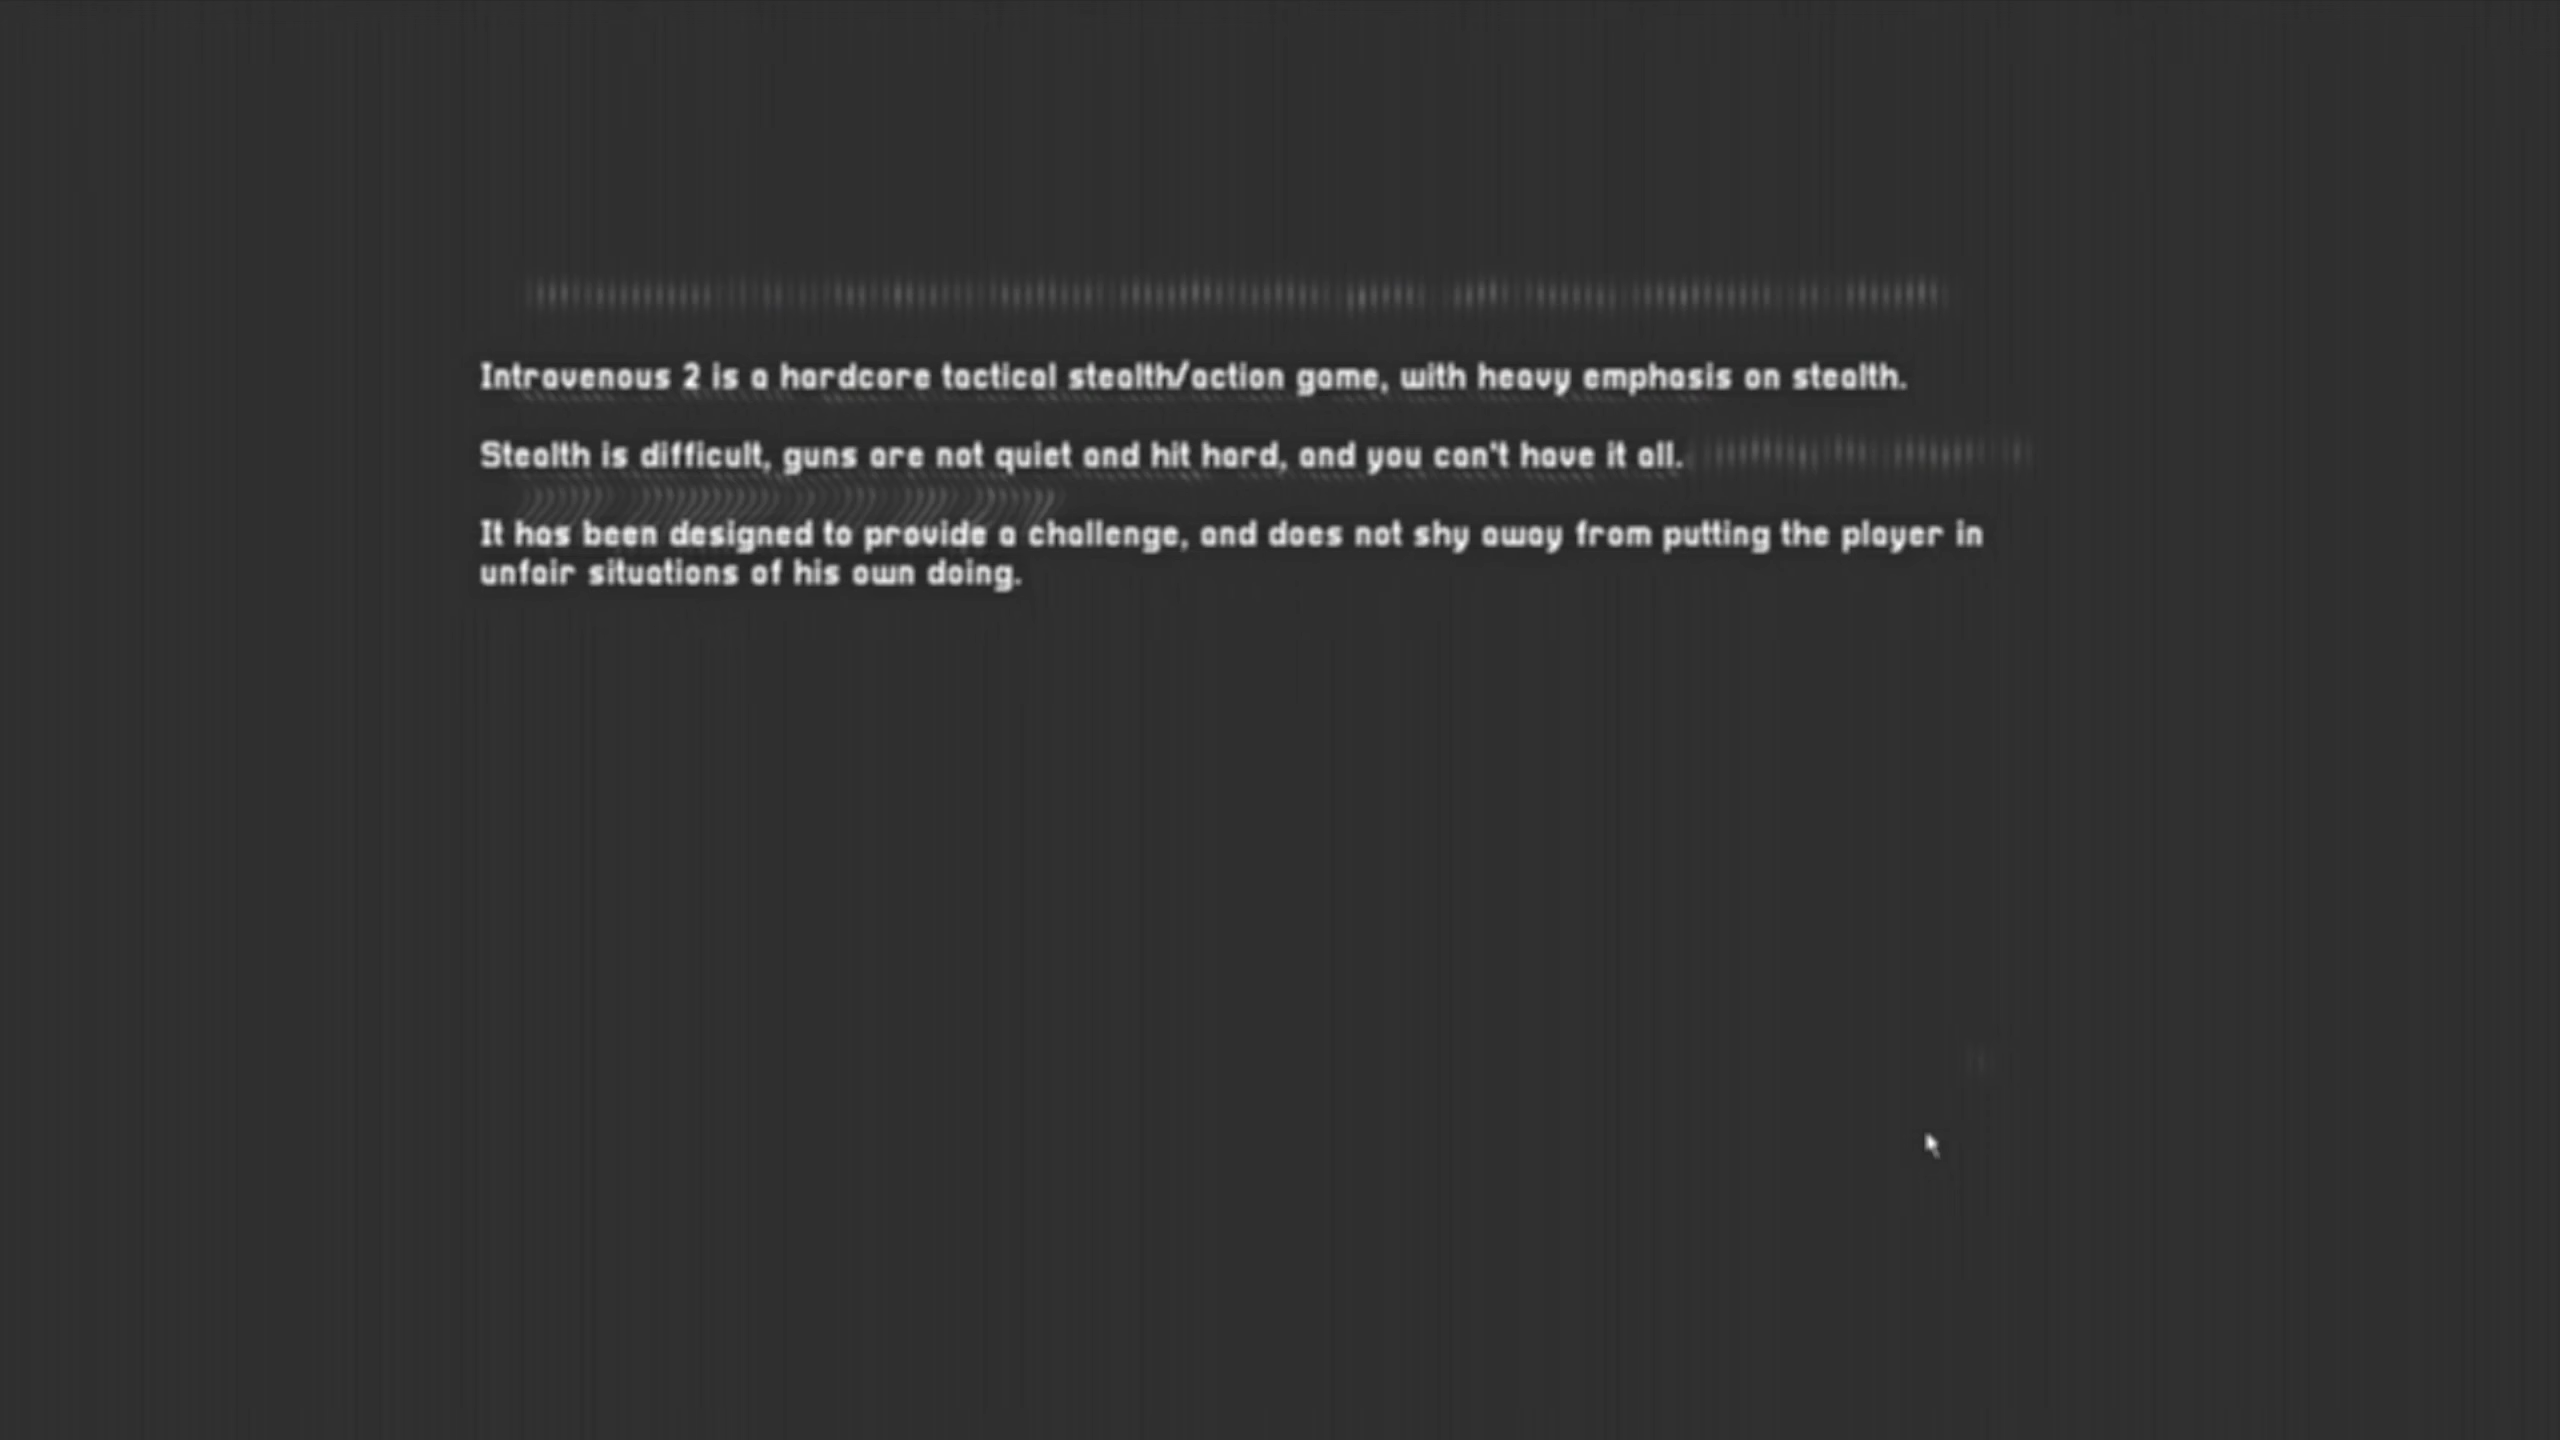 Intravenous 2 is a hardcore tactical stealth/action game, with heavy emphasis on stealth.
Stealth is difficult, guns are not quiet and hit hard, and you can't have it all.
It has been designed to provide a challenge, and does not shy away from putting the player in
unfair situations of his own doing.